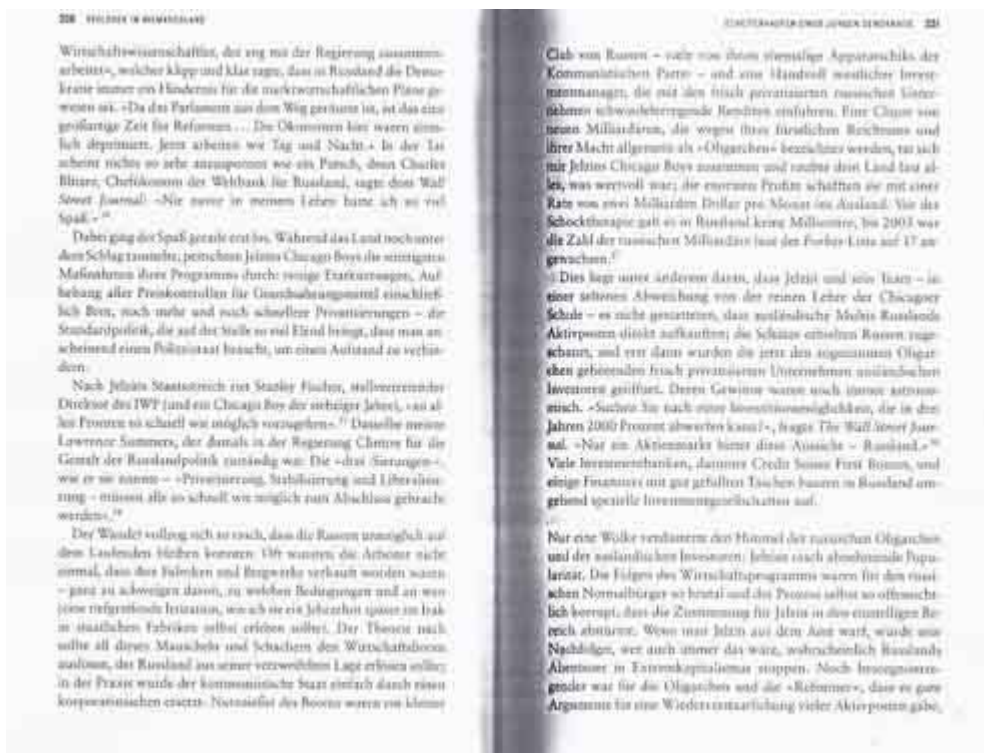 330 VERLOREN IM NIEMANDSLAND
Wirtschaftswissenschaftler, der eng mit der Regierung zusammen-
arbeitet«, welcher klipp und klar sagte, dass in Russland die Demo-
kratie immer ein Hindernis für die marktwirtschaftlichen Pläne ge-
wesen sei. »Da das Parlament aus dem Weg geräumt ist, ist das eine
großartige Zeit für Reformen ... Die Ökonomen hier waren ziem-
lich deprimiert. Jetzt arbeiten wir Tag und Nacht.« In der Tat
scheint nichts so sehr anzuspornen wie ein Putsch, denn Charles
Blitzer, Chefökonom der Weltbank für Russland, sagte dem Wall
Street Journal: »Nie zuvor in meinem Leben hatte ich so viel
Spaß.«
Dabei ging der Spaß gerade erst los. Während das Land noch unter
dem Schlag taumelte, peitschten Jelzins Chicago Boys die strittigsten
Maßnahmen ihres Programms durch: riesige Etatkürzungen, Auf-
hebung aller Preiskontrollen für Grundnahrungsmittel einschließ-
lich Brot, noch mehr und noch schnellere Privatisierungen – die
Standardpolitik, die auf der Stelle so viel Elend bringt, dass man an-
scheinend einen Polizeistaat braucht, um einen Aufstand zu verhin-
dern.
Nach Jelzins Staatsstreich riet Stanley Fischer, stellvertretender
Direktor des IWF (und ein Chicago Boy der siebziger Jahre), »an al-
len Fronten so schnell wie möglich vorzugehen«. Dasselbe meinte
Lawrence Summers, der damals in der Regierung Clinton für die
Gestalt der Russlandpolitik zuständig war. Die »drei ›-ierungen‹«,
wie er sie nannte – »Privatisierung, Stabilisierung und Liberalisie-
rung – müssen alle so schnell wie möglich zum Abschluss gebracht
werden«.
Der Wandel vollzog sich so rasch, dass die Russen unmöglich auf
dem Laufenden bleiben konnten. Oft wussten die Arbeiter nicht
einmal, dass ihre Fabriken und Bergwerke verkauft worden waren
– ganz zu schweigen davon, zu welchen Bedingungen und an wen
(eine tiefgreifende Irritation, wie ich sie ein Jahrzehnt später im Irak
in staatlichen Fabriken selbst erleben sollte). Der Theorie nach
sollte all dieses Mauscheln und Schachern den Wirtschaftsboom
auslösen, der Russland aus seiner verzweifelten Lage erlösen sollte;
in der Praxis wurde der kommunistische Staat einfach durch einen
korporatistischen ersetzt. Nutznießer des Booms waren ein kleiner
331
Club von Russen – viele von ihnen ehemalige Apparatschiks der
Kommunistischen Partei – und eine Handvoll westlicher Invest-
mentmanager, die mit den frisch privatisierten russischen Unter-
nehmen schwindelerregende Renditen einfuhren. Eine Clique von
neuen Milliardären, die wegen ihres fürstlichen Reichtums und
ihrer Macht allgemein als »Oligarchen« bezeichnet werden, tat sich
mit Jelzins Chicago Boys zusammen und raubte dem Land fast al-
les, was wertvoll war; die enormen Profite schafften sie mit einer
Rate von zwei Milliarden Dollar pro Monat ins Ausland. Vor der
Schocktherapie gab es in Russland keine Millionäre, bis 2003 war
die Zahl der russischen Milliardäre laut der Forbes-Liste auf 17 an-
gewachsen.
Dies liegt unter anderem daran, dass Jelzin und sein Team – in
einer seltenen Abweichung von der reinen Lehre der Chicagoer
Schule – es nicht gestatteten, dass ausländische Multis Russlands
Aktivposten direkt aufkauften; die Schätze erhielten Russen zuge-
schanzt, und erst dann wurden die jetzt den sogenannten Oligar-
chen gehörenden frisch privatisierten Unternehmen ausländischen
Investoren geöffnet. Deren Gewinne waren noch immer astrono-
misch. »Suchen Sie nach einer Investitionsmöglichkeit, die in drei
Jahren 2000 Prozent abwerfen kann?«, fragte The Wall Street Jour-
nal. »Nur ein Aktienmarkt bietet diese Aussicht – Russland.«
Viele Investmentbanken, darunter Credit Suisse First Boston, und
einige Financiers mit gut gefüllten Taschen bauten in Russland um-
gehend spezielle Investmentgesellschaften auf.
Nur eine Wolke verdüsterte den Himmel der russischen Oligarchen
und der ausländischen Investoren: Jelzins rasch abnehmende Popu-
larität. Die Folgen des Wirtschaftsprogramms waren für den russi-
schen Normalbürger so brutal und der Prozess selbst so offensicht-
lich korrupt, dass die Zustimmung für Jelzin in den einstelligen Be-
reich abstürzte. Wenn man Jelzin aus dem Amt warf, würde sein
Nachfolger, wer auch immer das wäre, wahrscheinlich Russlands
Abenteuer in Extremkapitalismus stoppen. Noch besorgniserre-
gender war für die Oligarchen und die »Reformer«, dass es gute
Argumente für eine Wiederverstaatlichung vieler Aktivposten gäbe,